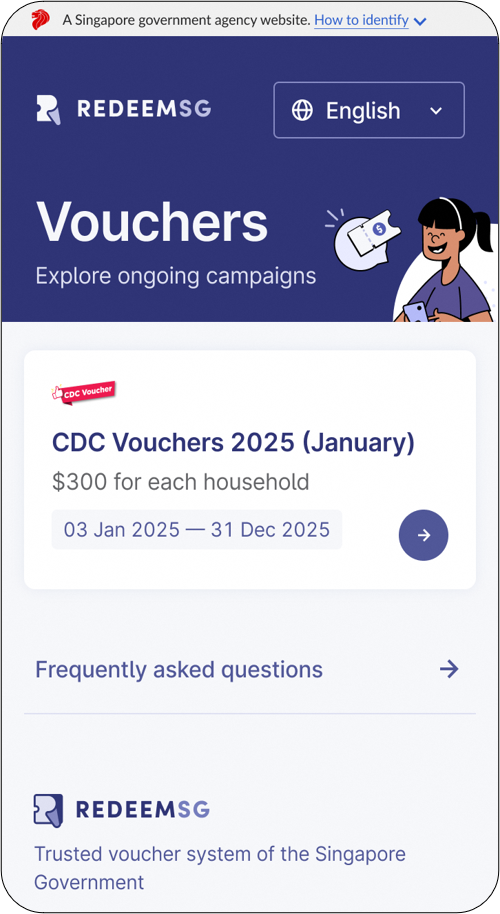 A Singapore government agency website. How to identify
REDEEMSG
English
Vouchers
Explore ongoing campaigns
$
CDC Voucher
CDC Vouchers 2025 (January)
$300 for each household
03 Jan 2025 — 31 Dec 2025
Frequently asked questions
REDEEMSG
Trusted voucher system of the Singapore
Government